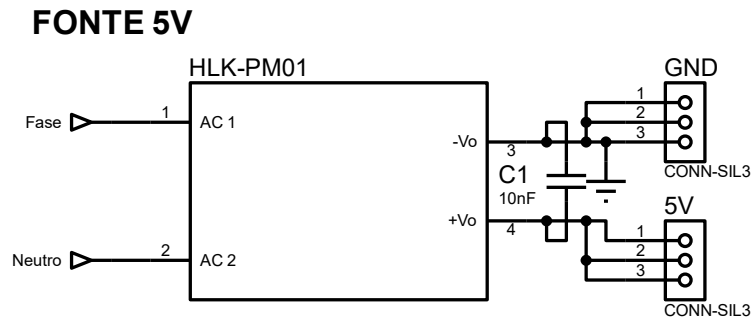 FONTE 5V
HLK-PM01
GND
Fase
1
AC 1
-Vo
3
1
2
3
CONN-SIL3
C1
10nF
5V
Neutro
2
AC 2
+Vo
4
1
2
3
CONN-SIL3